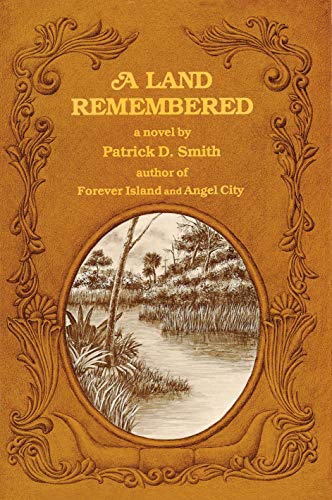 A LAND
REMEMBERED
a novel by
Patrick D. Smith
author of
Forever Island and Angel City